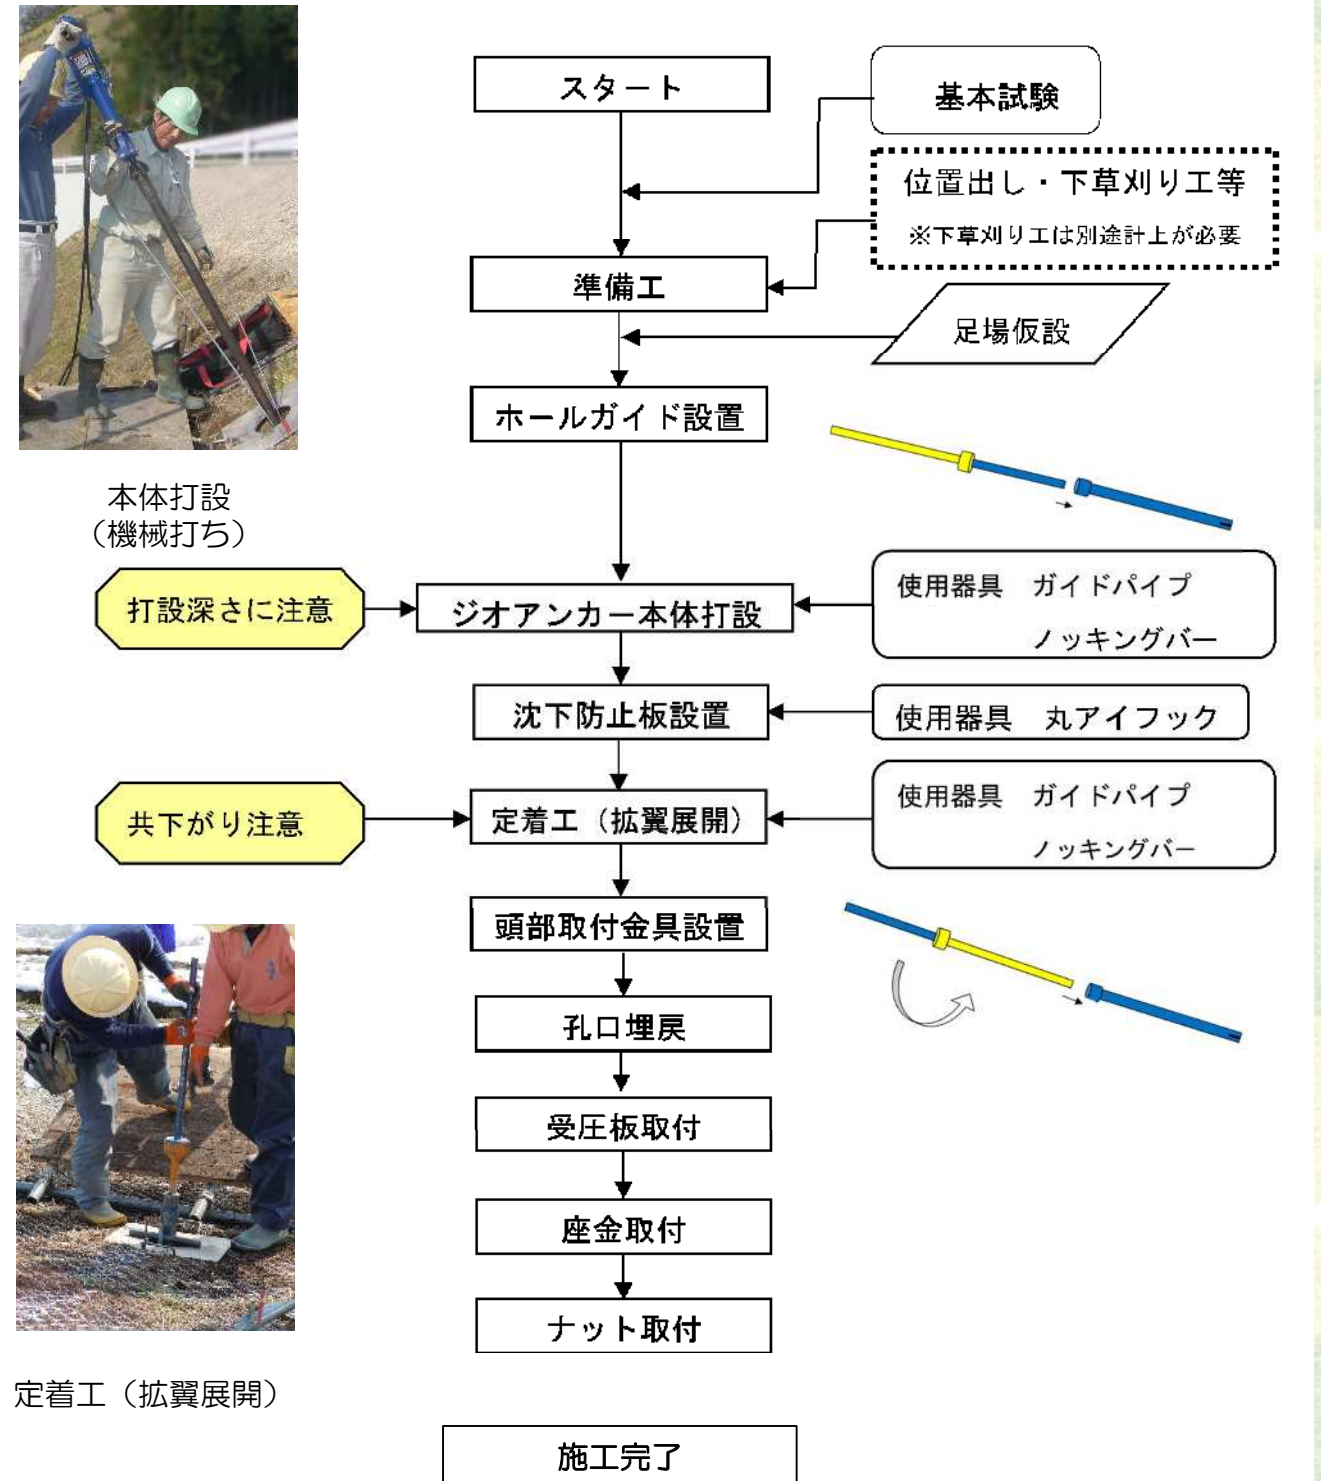 スタート
基本試験
位置出し・下草刈り工等
※下草刈り工は別途計上が必要
準備工
足場仮設
ホールガイド設置
本体打設
（機械打ち）
打設深さに注意
ジオアンカー本体打設
使用器具　ガイドパイプ
ノッキングバー
沈下防止板設置
使用器具　丸アイフック
共下がり注意
定着工（拡翼展開）
使用器具　ガイドパイプ
ノッキングバー
頭部取付金具設置
孔口埋戻
受圧板取付
座金取付
ナット取付
定着工（拡翼展開）
施工完了